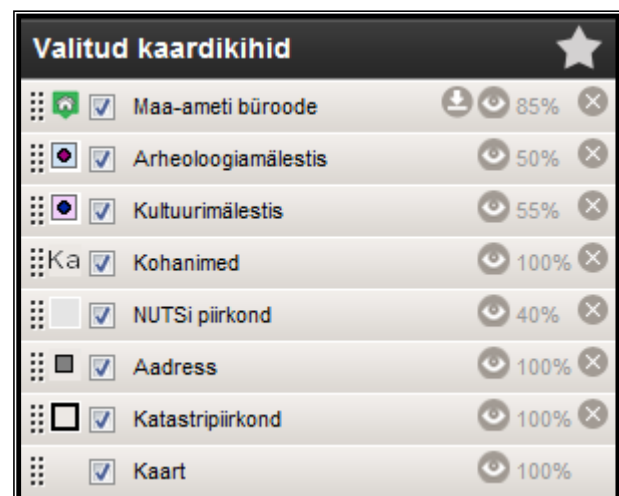 Valitud kaardikihid
Maa-ameti büroode 85%
Arheoloogiamälestis 50%
Kultuurimälestis 55%
Ka Kohanimed 100%
NUTSi piirkond 40%
Aadress 100%
Katastripiirkond 100%
Kaart 100%